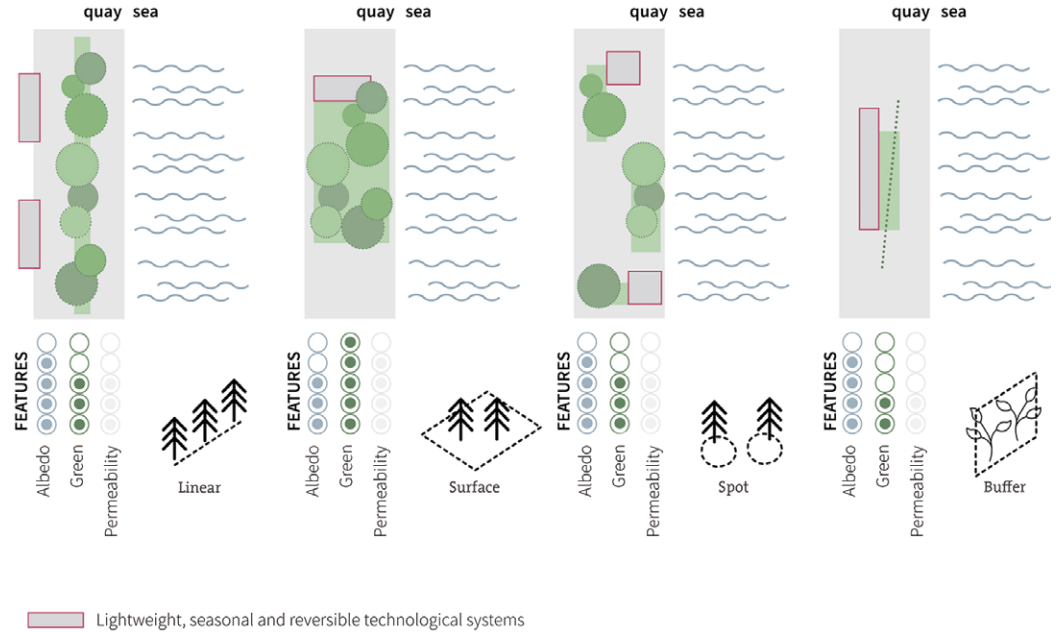 quay sea
quay sea
quay sea
quay sea
FEATURES
Albedo
Green
Permeability
Linear
FEATURES
Albedo
Green
Permeability
Surface
FEATURES
Albedo
Green
Permeability
Spot
FEATURES
Albedo
Green
Permeability
Buffer
Lightweight, seasonal and reversible technological systems